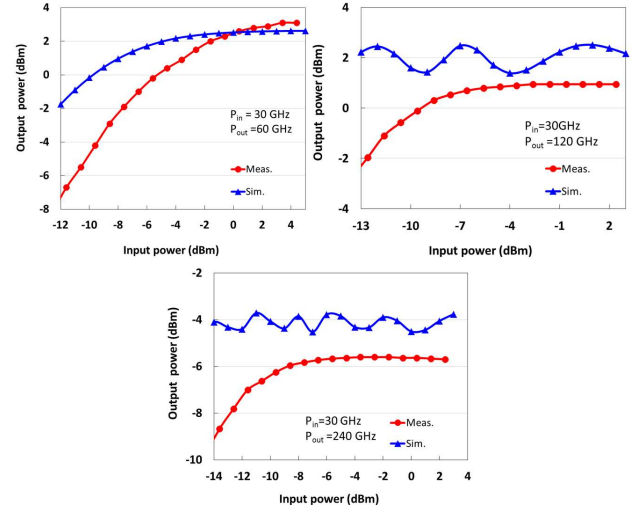 4
2
0
-2
-4
-6
-8
-12 -10 -8 -6 -4 -2 0 2 4
Output power (dBm)
Input power (dBm)
P_in = 30 GHz
P_out = 60 GHz
Meas.
Sim.
4
2
0
-2
-4
-13 -10 -7 -4 -1 2
Output power (dBm)
Input power (dBm)
P_in=30GHz
P_out =120 GHz
Meas.
Sim.
-2
-4
-6
-8
-10
-14 -12 -10 -8 -6 -4 -2 0 2 4
Output power (dBm)
Input power (dBm)
P_in=30 GHz
P_out =240 GHz
Meas.
Sim.